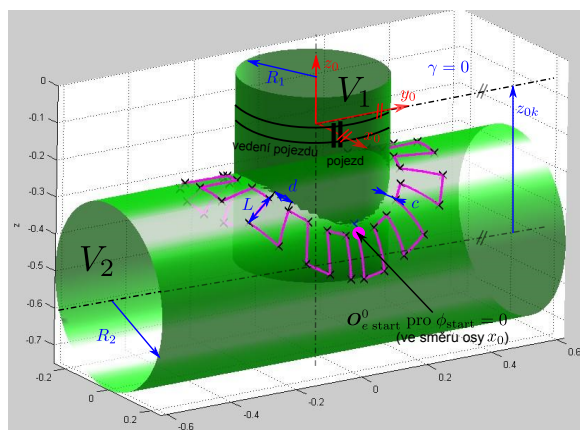 R₁
z₀
V₁
γ = 0
0
y₀
-0.1
z₀ₖ
x₀
vedení pojezdů
pojezd
-0.2
-0.3
d
L
c
z
-0.4
V₂
-0.5
-0.6
O⁰ₑ start pro ϕstart = 0
(ve směru osy x₀)
R₂
-0.7
-0.2
0
0.2
-0.6
-0.4
-0.2
0
0.2
0.4
0.6